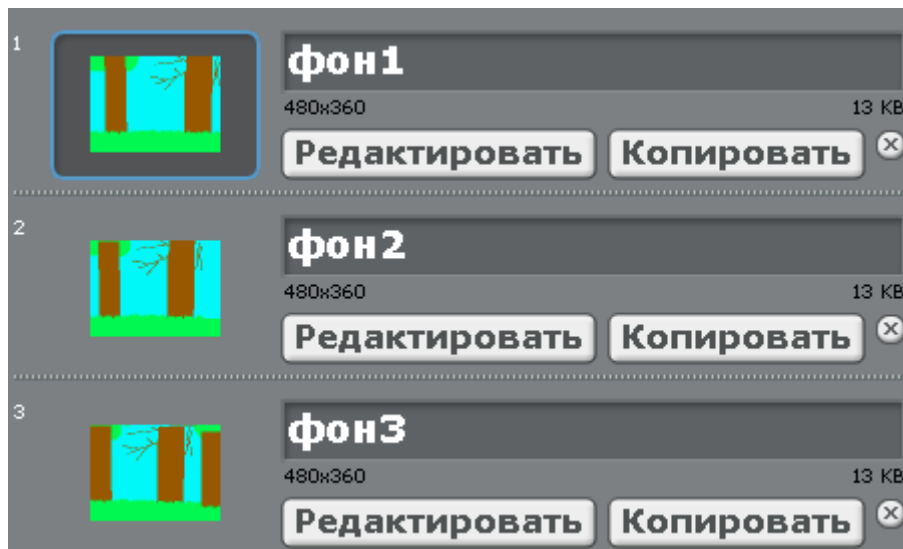 1
фон1
480x360 13 KB
Редактировать Копировать
2
фон2
480x360 13 KB
Редактировать Копировать
3
фон3
480x360 13 KB
Редактировать Копировать